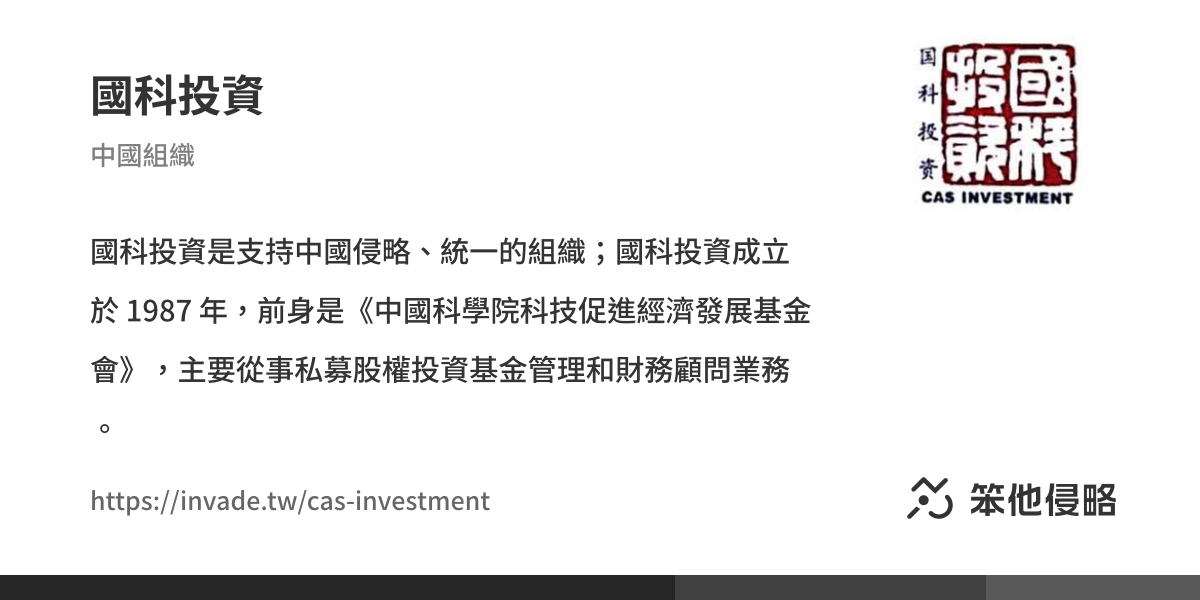 國科投資
中國組織
國科投資是支持中國侵略、統一的組織；國科投資成立
於 1987 年，前身是《中國科學院科技促進經濟發展基金
會》，主要從事私募股權投資基金管理和財務顧問業務
。
https://invade.tw/cas-investment
国科投资
國科投資
CAS INVESTMENT
笨他侵略